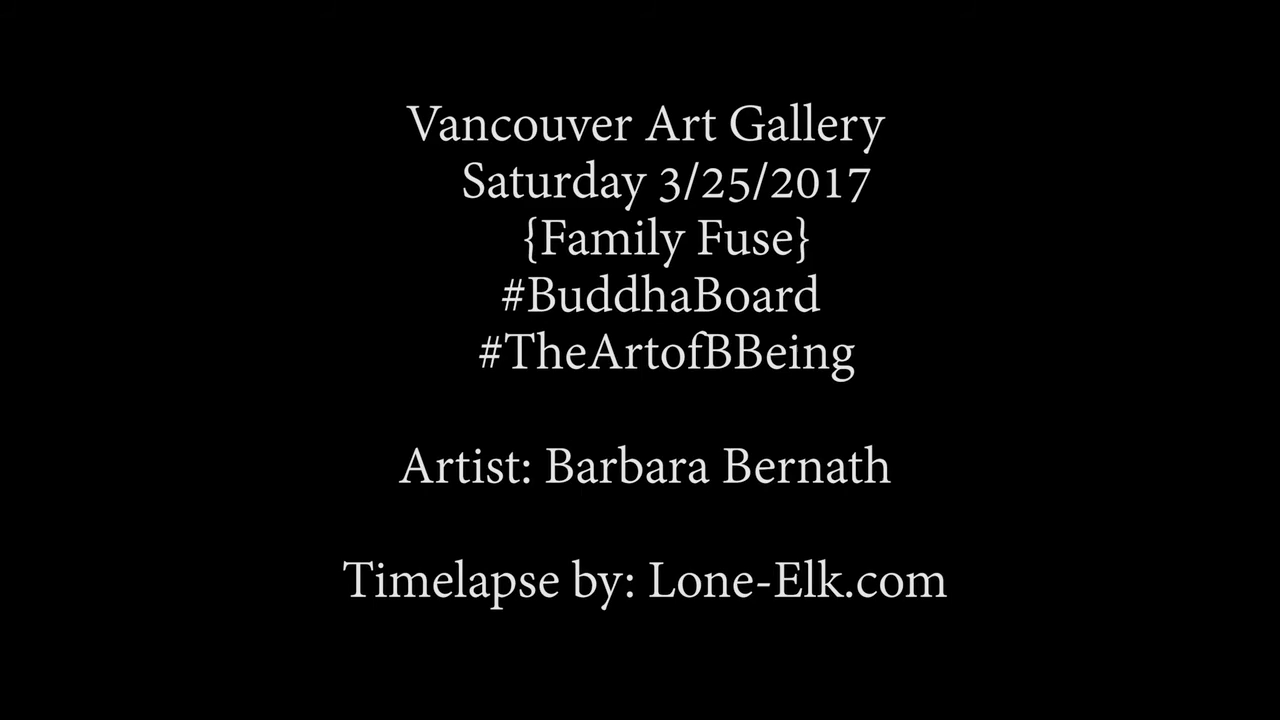 Vancouver Art Gallery
Saturday 3/25/2017
{Family Fuse}
#BuddhaBoard
#TheArtofBBeing
Artist: Barbara Bernath
Timelapse by: Lone-Elk.com